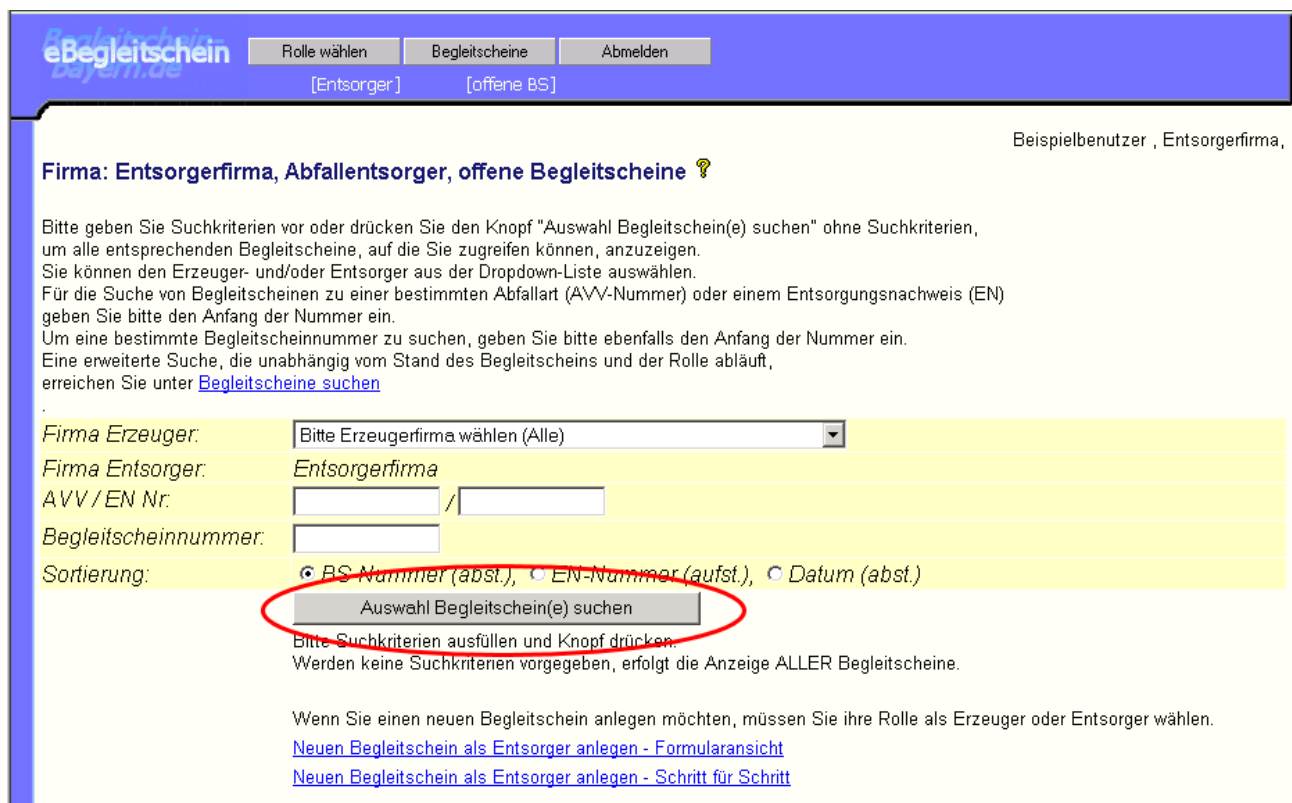 Begleitschein-
eBegleitschein
Bayern.de
Rolle wählen
Begleitscheine
Abmelden
[Entsorger]
[offene BS]
Beispielbenutzer , Entsorgerfirma,
Firma: Entsorgerfirma, Abfallentsorger, offene Begleitscheine ?
Bitte geben Sie Suchkriterien vor oder drücken Sie den Knopf "Auswahl Begleitschein(e) suchen" ohne Suchkriterien,
um alle entsprechenden Begleitscheine, auf die Sie zugreifen können, anzuzeigen.
Sie können den Erzeuger- und/oder Entsorger aus der Dropdown-Liste auswählen.
Für die Suche von Begleitscheinen zu einer bestimmten Abfallart (AVV-Nummer) oder einem Entsorgungsnachweis (EN)
geben Sie bitte den Anfang der Nummer ein.
Um eine bestimmte Begleitscheinnummer zu suchen, geben Sie bitte ebenfalls den Anfang der Nummer ein.
Eine erweiterte Suche, die unabhängig vom Stand des Begleitscheins und der Rolle abläuft,
erreichen Sie unter Begleitscheine suchen
.
Firma Erzeuger: Bitte Erzeugerfirma wählen (Alle)
Firma Entsorger: Entsorgerfirma
AVV / EN Nr: /
Begleitscheinnummer:
Sortierung: BS Nummer (abst.), EN-Nummer (aufst.), Datum (abst.)
Auswahl Begleitschein(e) suchen
Bitte Suchkriterien ausfüllen und Knopf drücken.
Werden keine Suchkriterien vorgegeben, erfolgt die Anzeige ALLER Begleitscheine.
Wenn Sie einen neuen Begleitschein anlegen möchten, müssen Sie ihre Rolle als Erzeuger oder Entsorger wählen.
Neuen Begleitschein als Entsorger anlegen - Formularansicht
Neuen Begleitschein als Entsorger anlegen - Schritt für Schritt